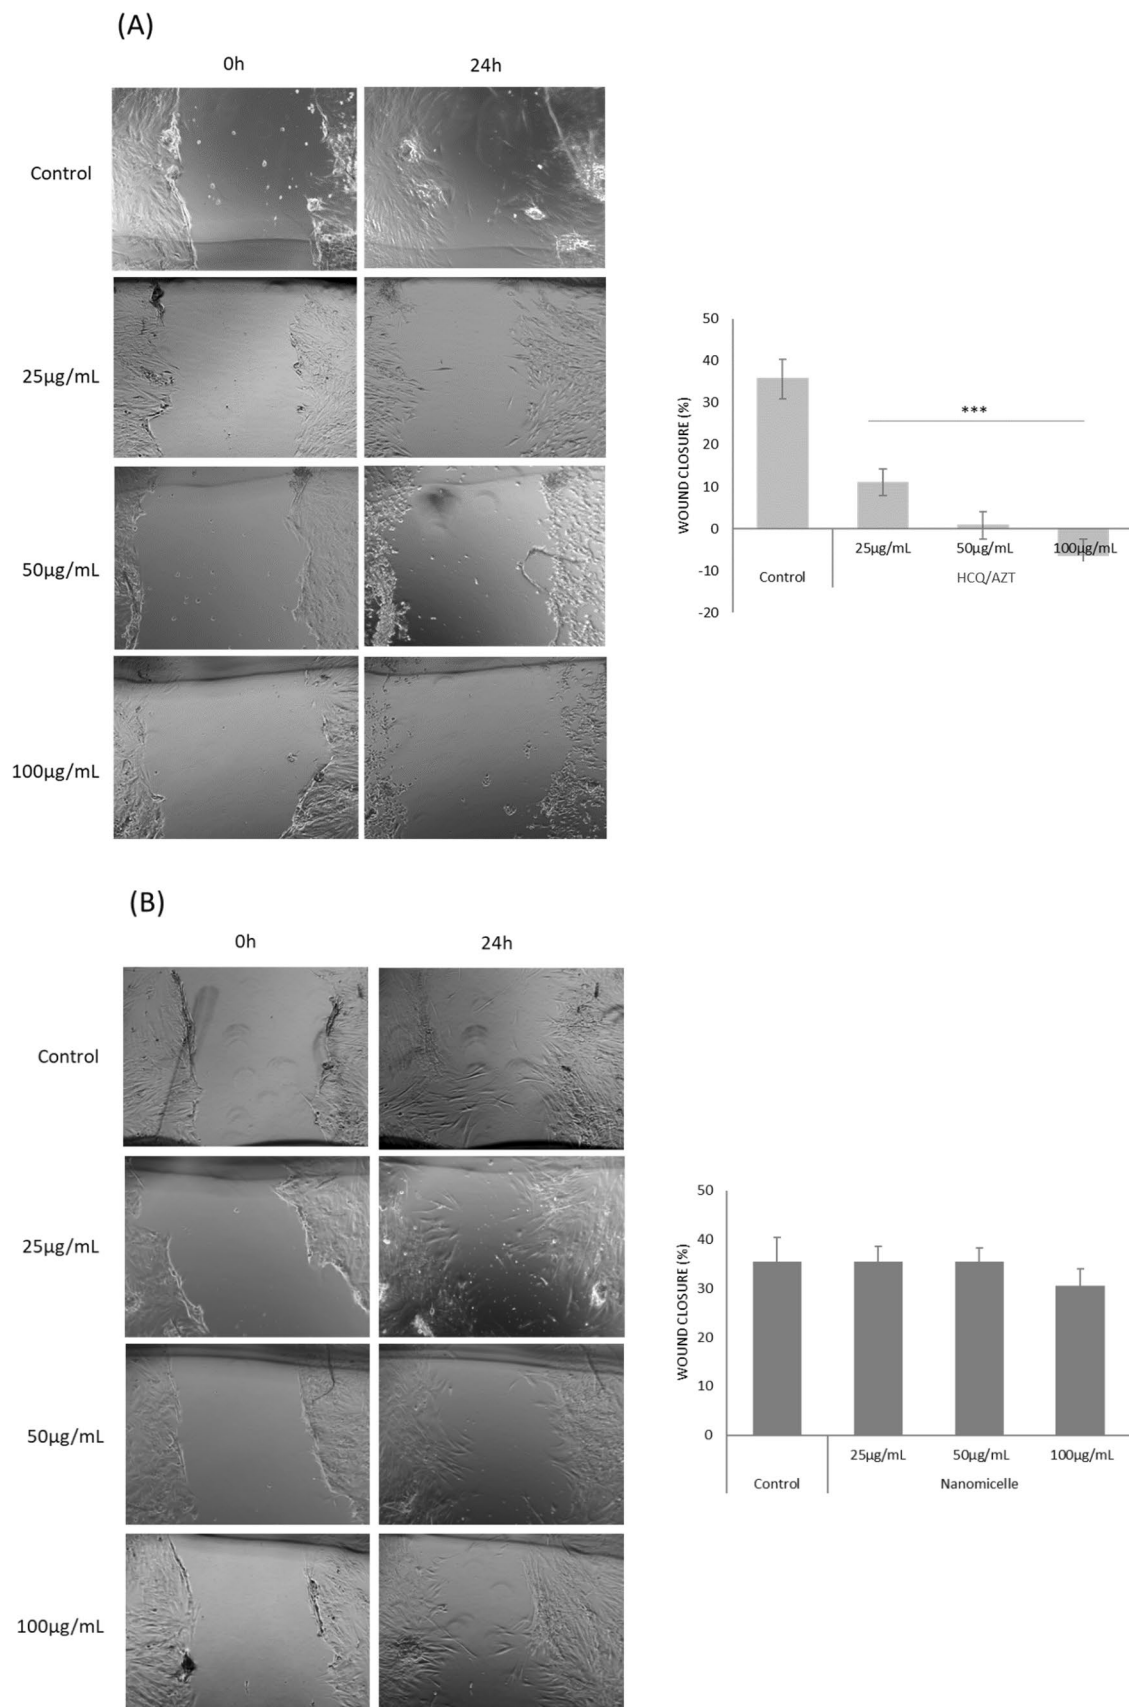 (A)
0h
24h
Control
25µg/mL
50µg/mL
100µg/mL
WOUND CLOSURE (%)
50
40
30
20
10
0
-10
-20
***
25µg/mL
50µg/mL
100µg/mL
Control
HCQ/AZT
(B)
0h
24h
Control
25µg/mL
50µg/mL
100µg/mL
WOUND CLOSURE (%)
50
40
30
20
10
0
25µg/mL
50µg/mL
100µg/mL
Control
Nanomicelle